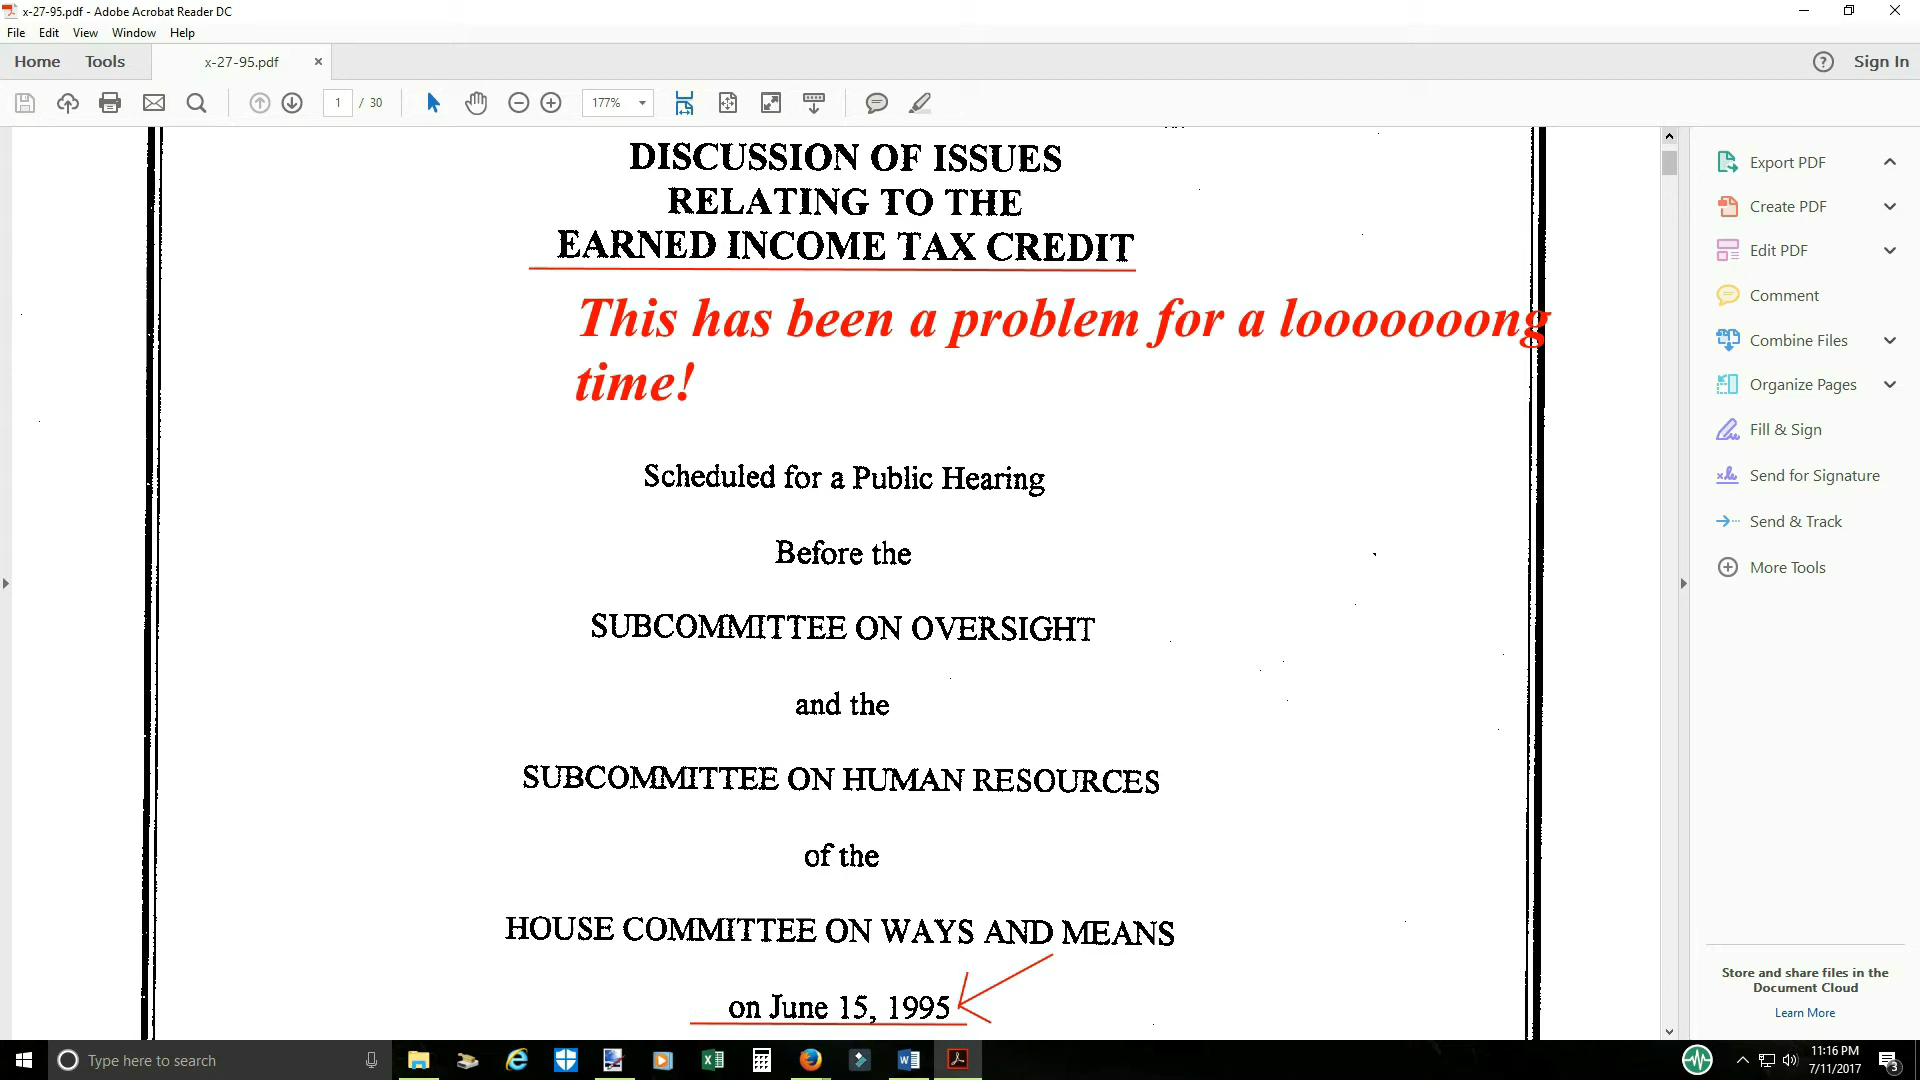 x-27-95.pdf - Adobe Acrobat Reader DC
File Edit View Window Help
Home Tools x-27-95.pdf Sign In
1 / 30 177%
DISCUSSION OF ISSUES
RELATING TO THE
EARNED INCOME TAX CREDIT
This has been a problem for a looooooong
time!
Scheduled for a Public Hearing
Before the
SUBCOMMITTEE ON OVERSIGHT
and the
SUBCOMMITTEE ON HUMAN RESOURCES
of the
HOUSE COMMITTEE ON WAYS AND MEANS
on June 15, 1995
Export PDF
Create PDF
Edit PDF
Comment
Combine Files
Organize Pages
Fill & Sign
Send for Signature
Send & Track
More Tools
Store and share files in the
Document Cloud
Learn More
Type here to search
11:16 PM
7/11/2017
3